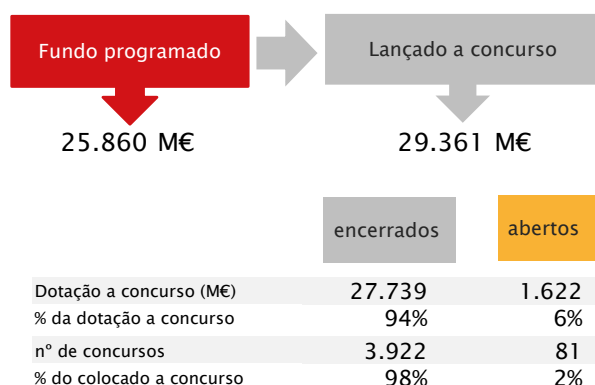 Fundo programado
Lançado a concurso
25.860 M€
29.361 M€
encerrados
abertos
Dotação a concurso (M€) 27.739 1.622
% da dotação a concurso 94% 6%
nº de concursos 3.922 81
% do colocado a concurso 98% 2%